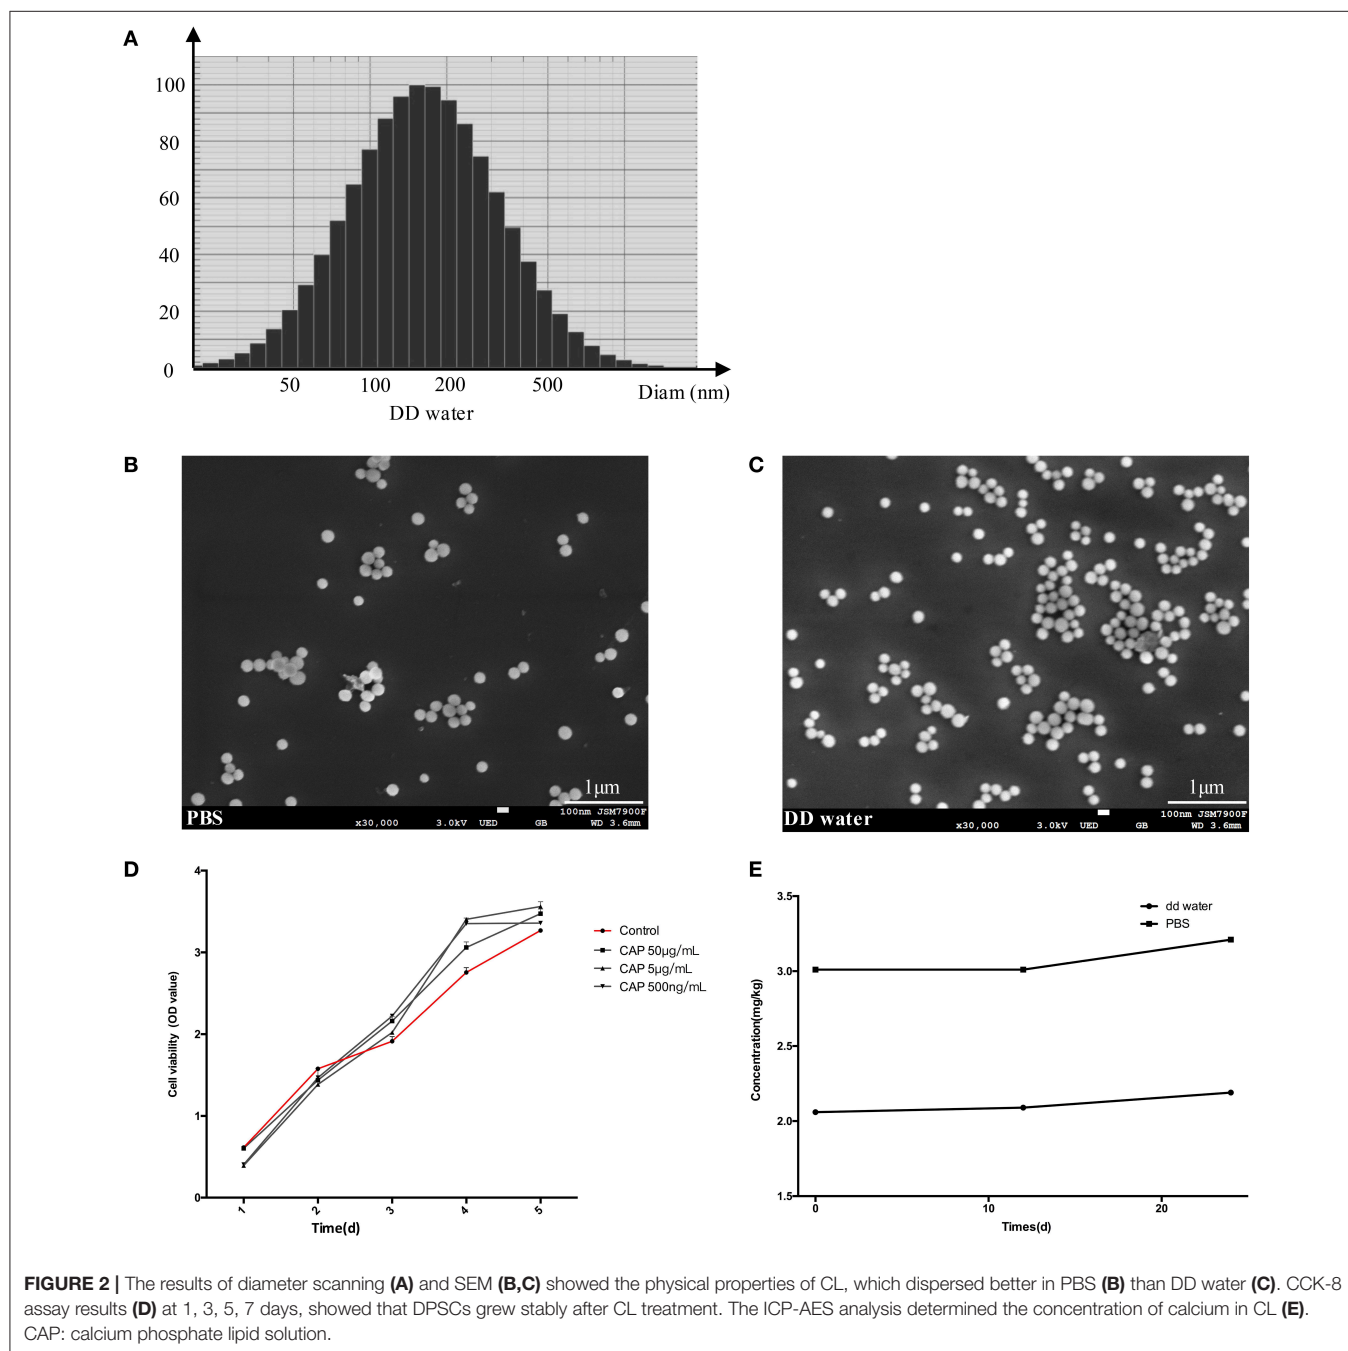 A
100
80
60
40
20
0
50 100 200 500
Diam (nm)
DD water
B
1μm
PBS
100nm JSM7900F
x30,000 3.0kV UED GB WD 3.6mm
C
1μm
DD water
100nm JSM7900F
x30,000 3.0kV UED GB WD 3.6mm
D
4
3
2
1
0
Cell viability (OD value)
1 2 3 4 5
Time(d)
Control
CAP 50μg/mL
CAP 5μg/mL
CAP 500ng/mL
E
3.5
3.0
2.5
2.0
1.5
Concentration(mg/kg)
0 10 20
Times(d)
dd water
PBS
FIGURE 2 | The results of diameter scanning (A) and SEM (B,C) showed the physical properties of CL, which dispersed better in PBS (B) than DD water (C). CCK-8
assay results (D) at 1, 3, 5, 7 days, showed that DPSCs grew stably after CL treatment. The ICP-AES analysis determined the concentration of calcium in CL (E).
CAP: calcium phosphate lipid solution.